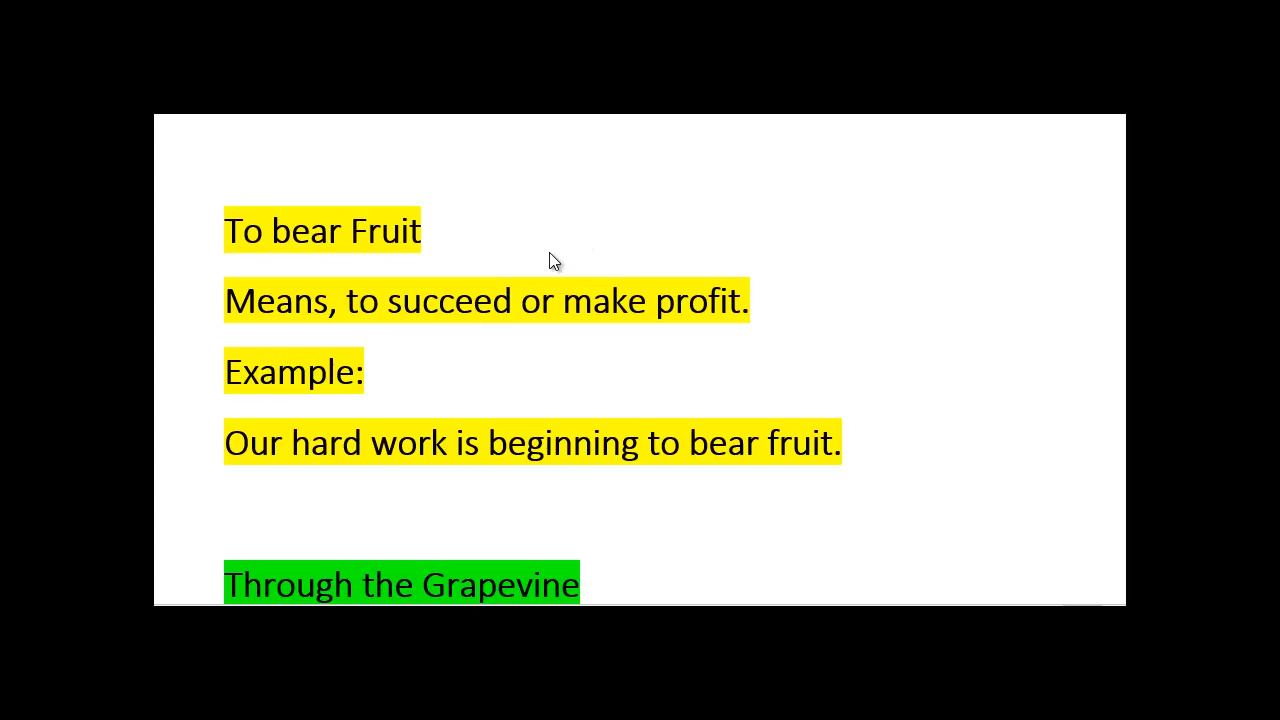 To bear Fruit
Means, to succeed or make profit.
Example:
Our hard work is beginning to bear fruit.
Through the Grapevine